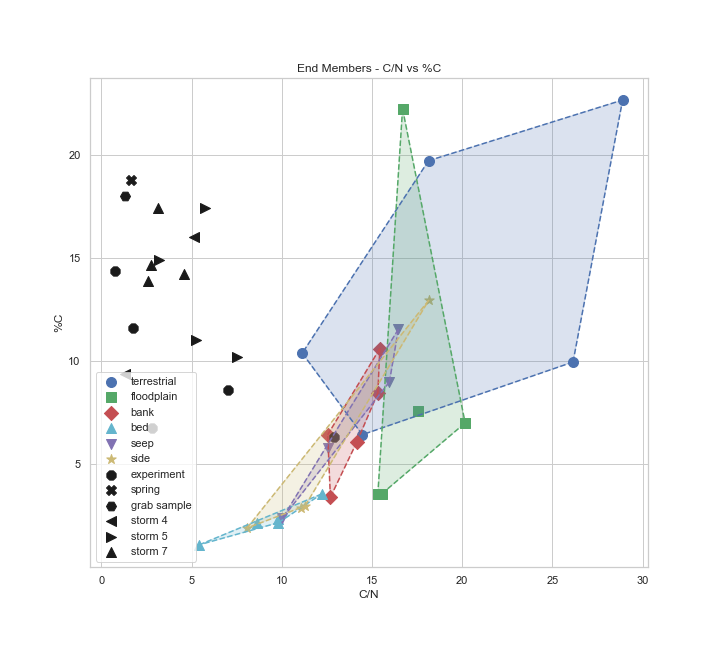 End Members - C/N vs %C
%C
20
15
10
5
terrestrial
floodplain
bank
bed
seep
side
experiment
spring
grab sample
storm 4
storm 5
storm 7
0
5
10
15
20
25
30
C/N